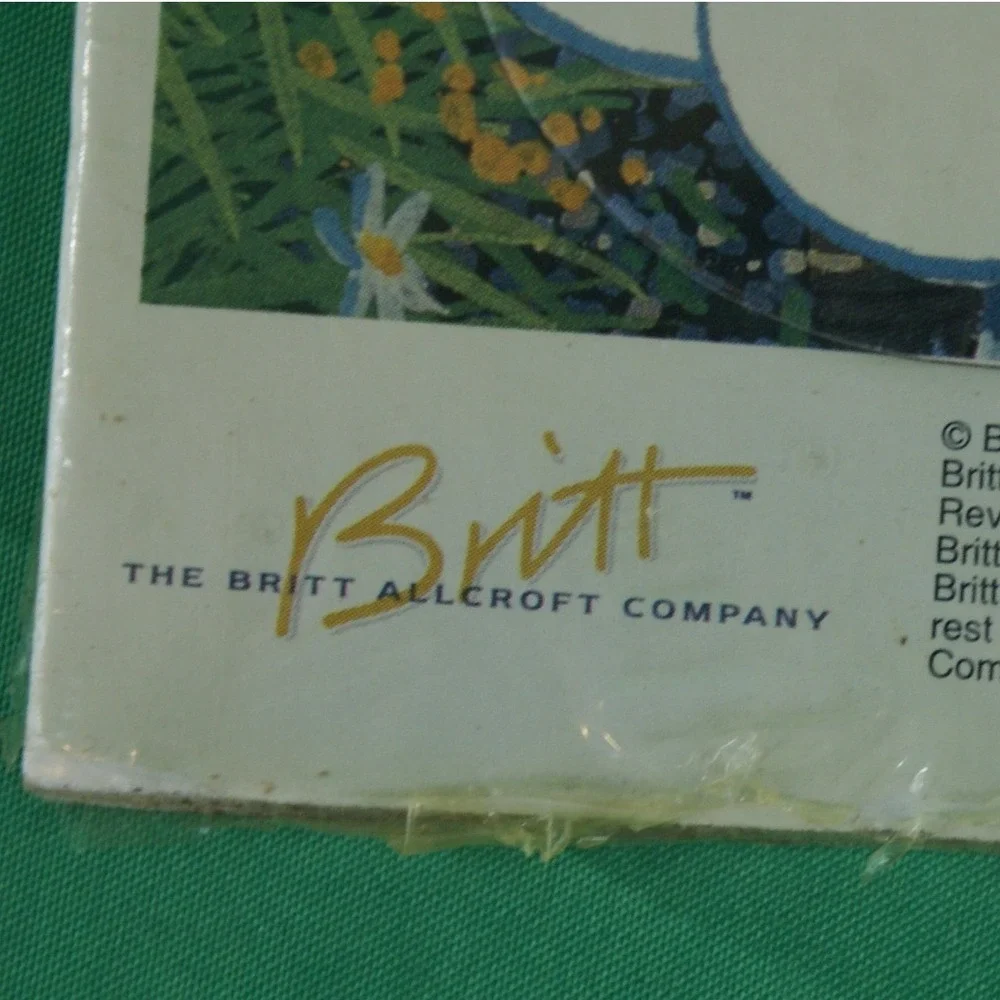 Britt™
THE BRITT ALLCROFT COMPANY
© B
Britt
Rev
Britt
Britt
rest
Com